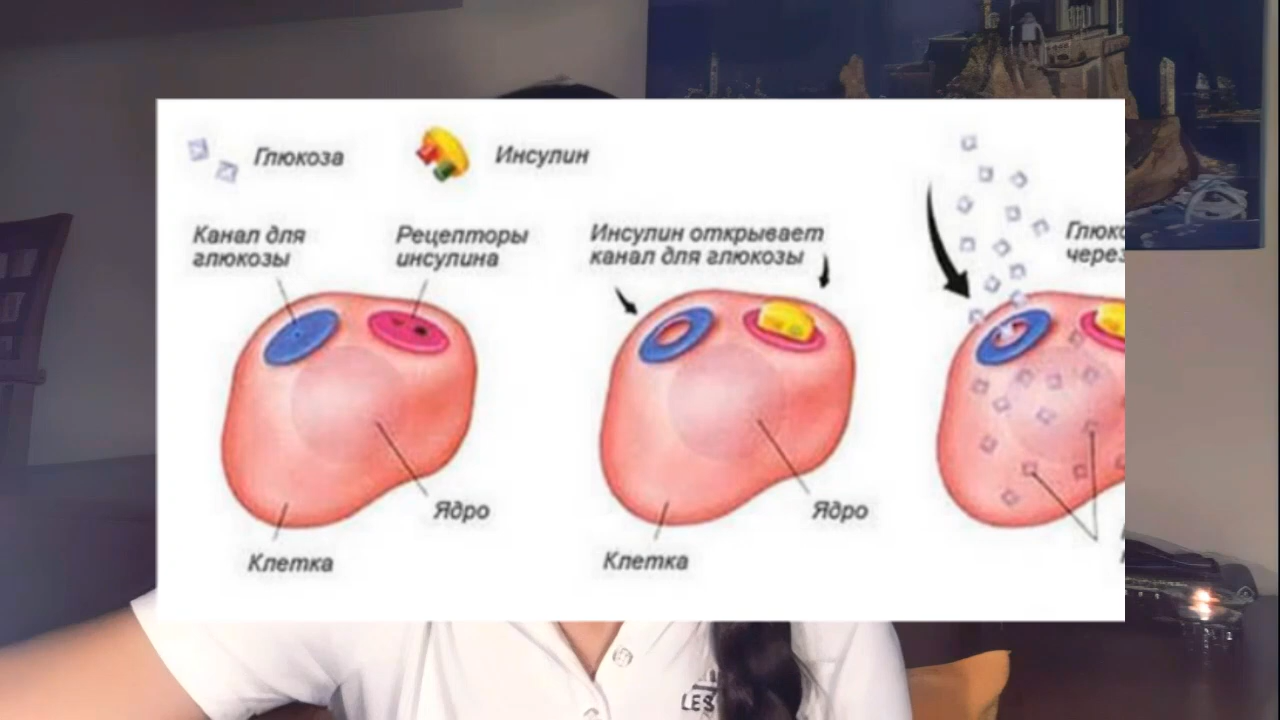 Глюкоза
Инсулин
Канал для
глюкозы
Рецепторы
инсулина
Инсулин открывает
канал для глюкозы
Ядро
Клетка
Ядро
Клетка